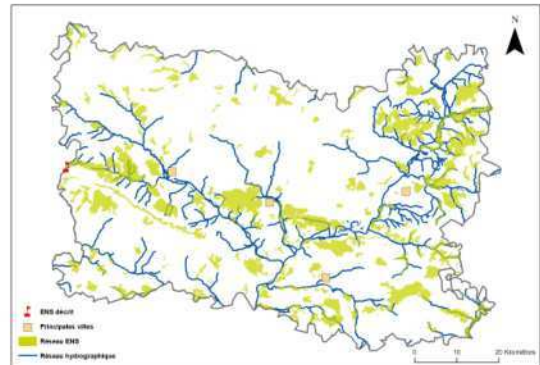 N
ENS décrit
Principales villes
Réseau ENS
Réseau hydrographique
0 10 20 Kilomètres